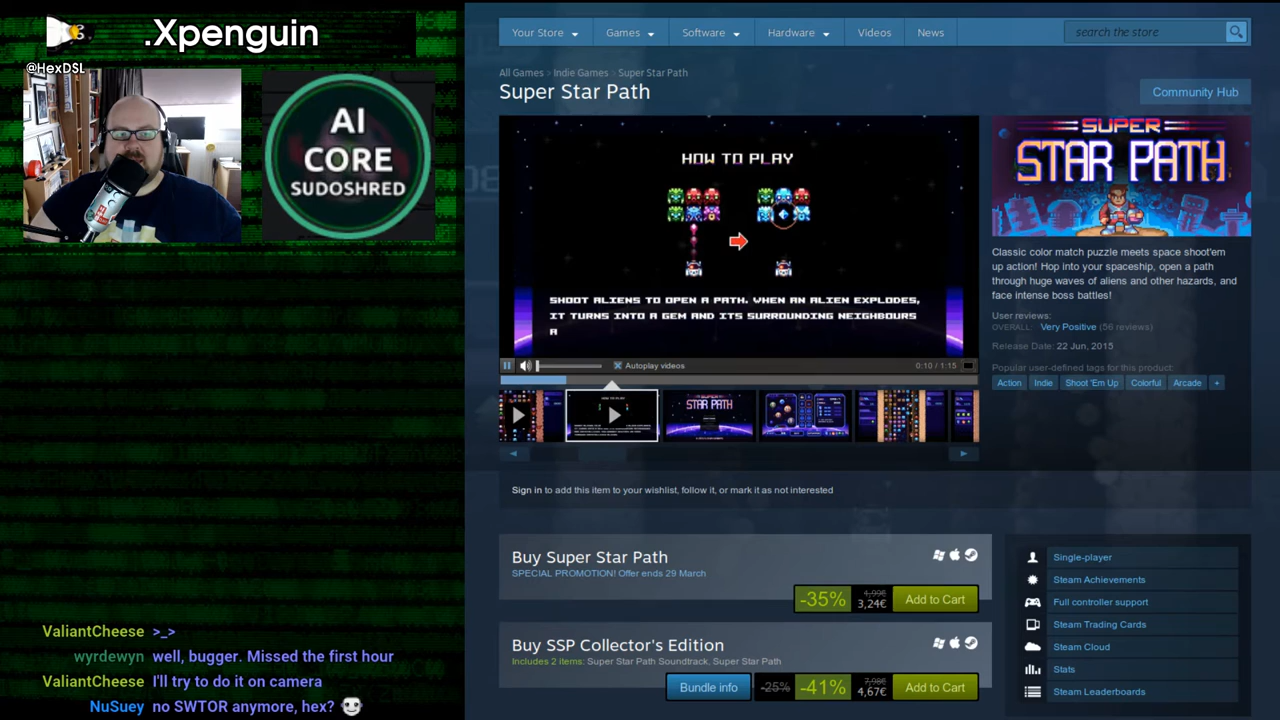 .Xpenguin
@HexDSL
AI
CORE
SUDOSHRED
ValiantCheese >_>
wyrdewyn well, bugger. Missed the first hour
ValiantCheese I'll try to do it on camera
NuSuey no SWTOR anymore, hex?
Your Store Games Software Hardware Videos News
search the store
All Games > Indie Games > Super Star Path
Super Star Path
Community Hub
HOW TO PLAY
SHOOT ALIENS TO OPEN A PATH. WHEN AN ALIEN EXPLODES,
IT TURNS INTO A GEM AND ITS SURROUNDING NEIGHBOURS
A
Autoplay videos 0:10 / 1:15
HOW TO PLAY
STAR PATH
SUPER
STAR PATH
Classic color match puzzle meets space shoot'em
up action! Hop into your spaceship, open a path
through huge waves of aliens and other hazards, and
face intense boss battles!
User reviews:
OVERALL: Very Positive (56 reviews)
Release Date: 22 Jun, 2015
Popular user-defined tags for this product:
Action Indie Shoot 'Em Up Colorful Arcade +
Sign in to add this item to your wishlist, follow it, or mark it as not interested
Buy Super Star Path
SPECIAL PROMOTION! Offer ends 29 March
-35% 4,99€ 3,24€ Add to Cart
Buy SSP Collector's Edition
Includes 2 items: Super Star Path Soundtrack, Super Star Path
Bundle info -25% -41% 7,98€ 4,67€ Add to Cart
Single-player
Steam Achievements
Full controller support
Steam Trading Cards
Steam Cloud
Stats
Steam Leaderboards